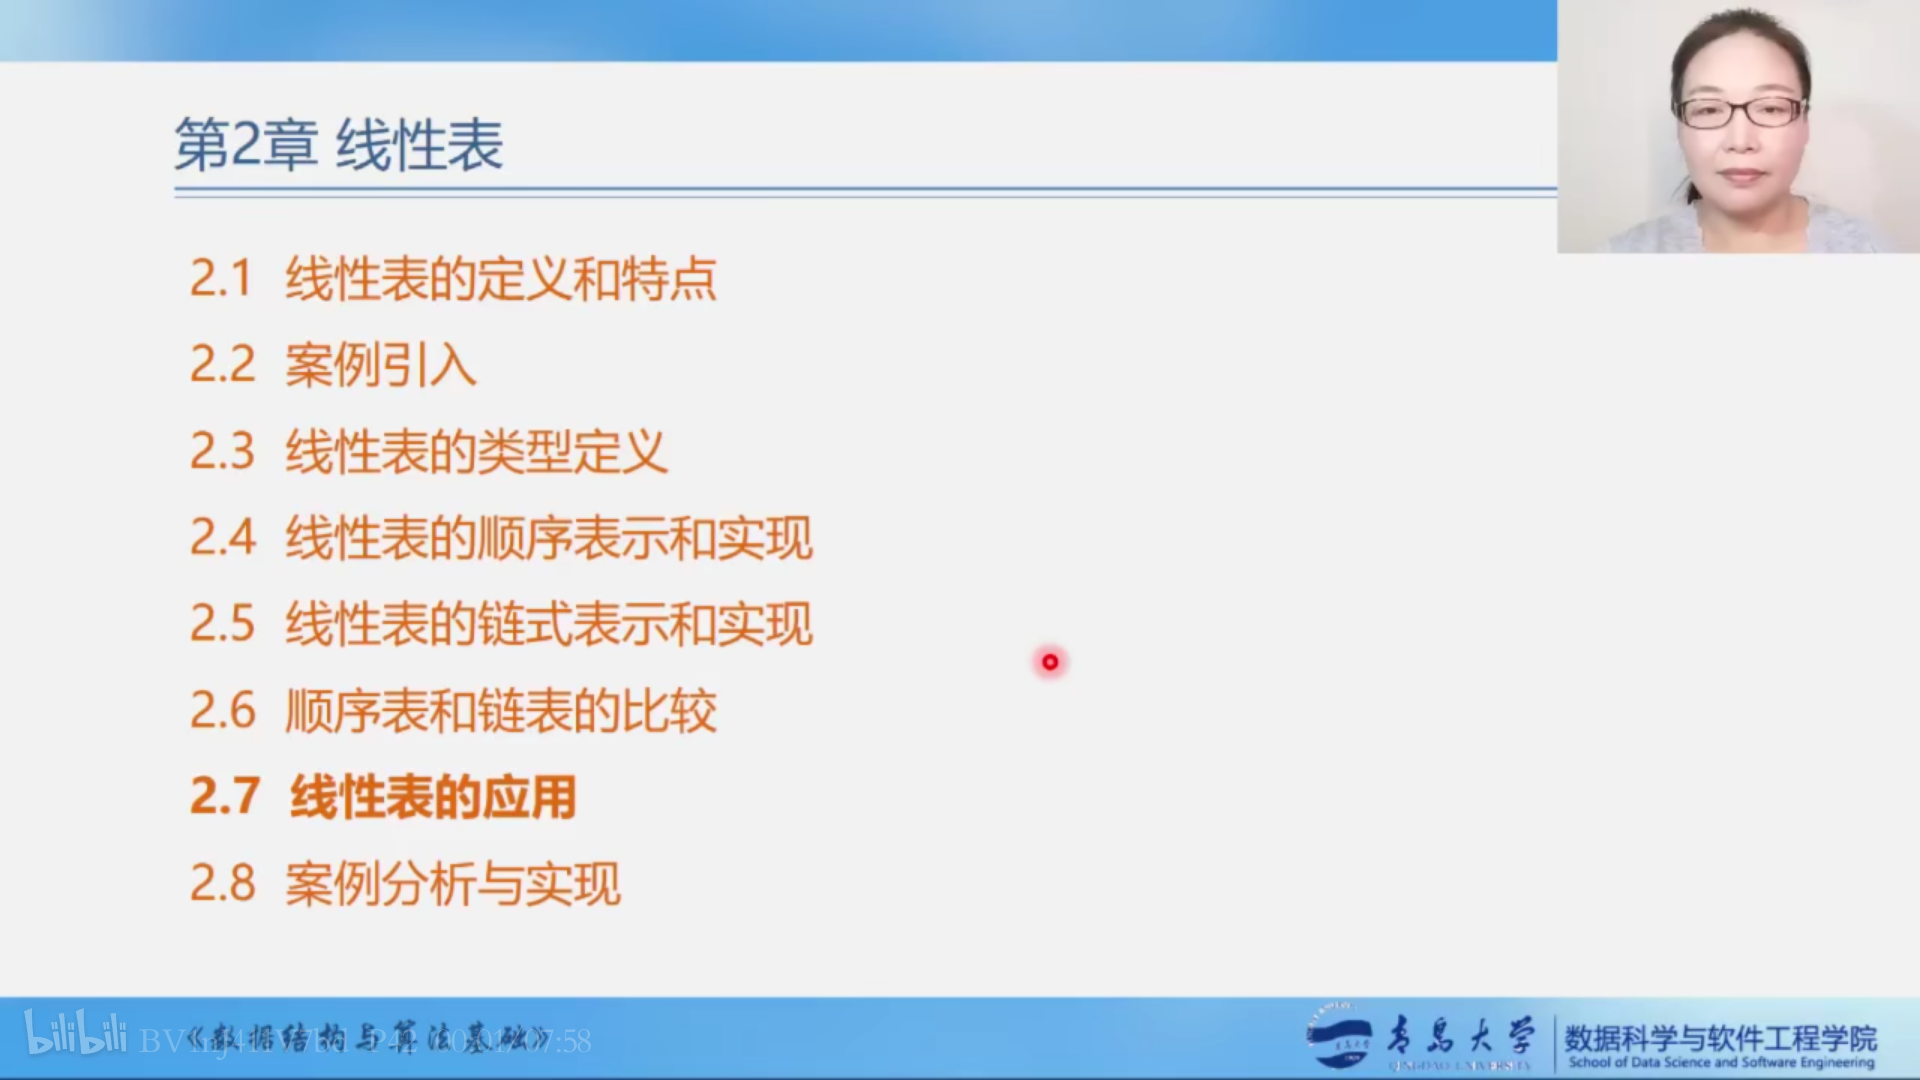 第2章 线性表
2.1 线性表的定义和特点
2.2 案例引入
2.3 线性表的类型定义
2.4 线性表的顺序表示和实现
2.5 线性表的链式表示和实现
2.6 顺序表和链表的比较
2.7 线性表的应用
2.8 案例分析与实现
bilibili
《数据结构与算法基础》
青岛大学
QINGDAO UNIVERSITY
数据科学与软件工程学院
School of Data Science and Software Engineering